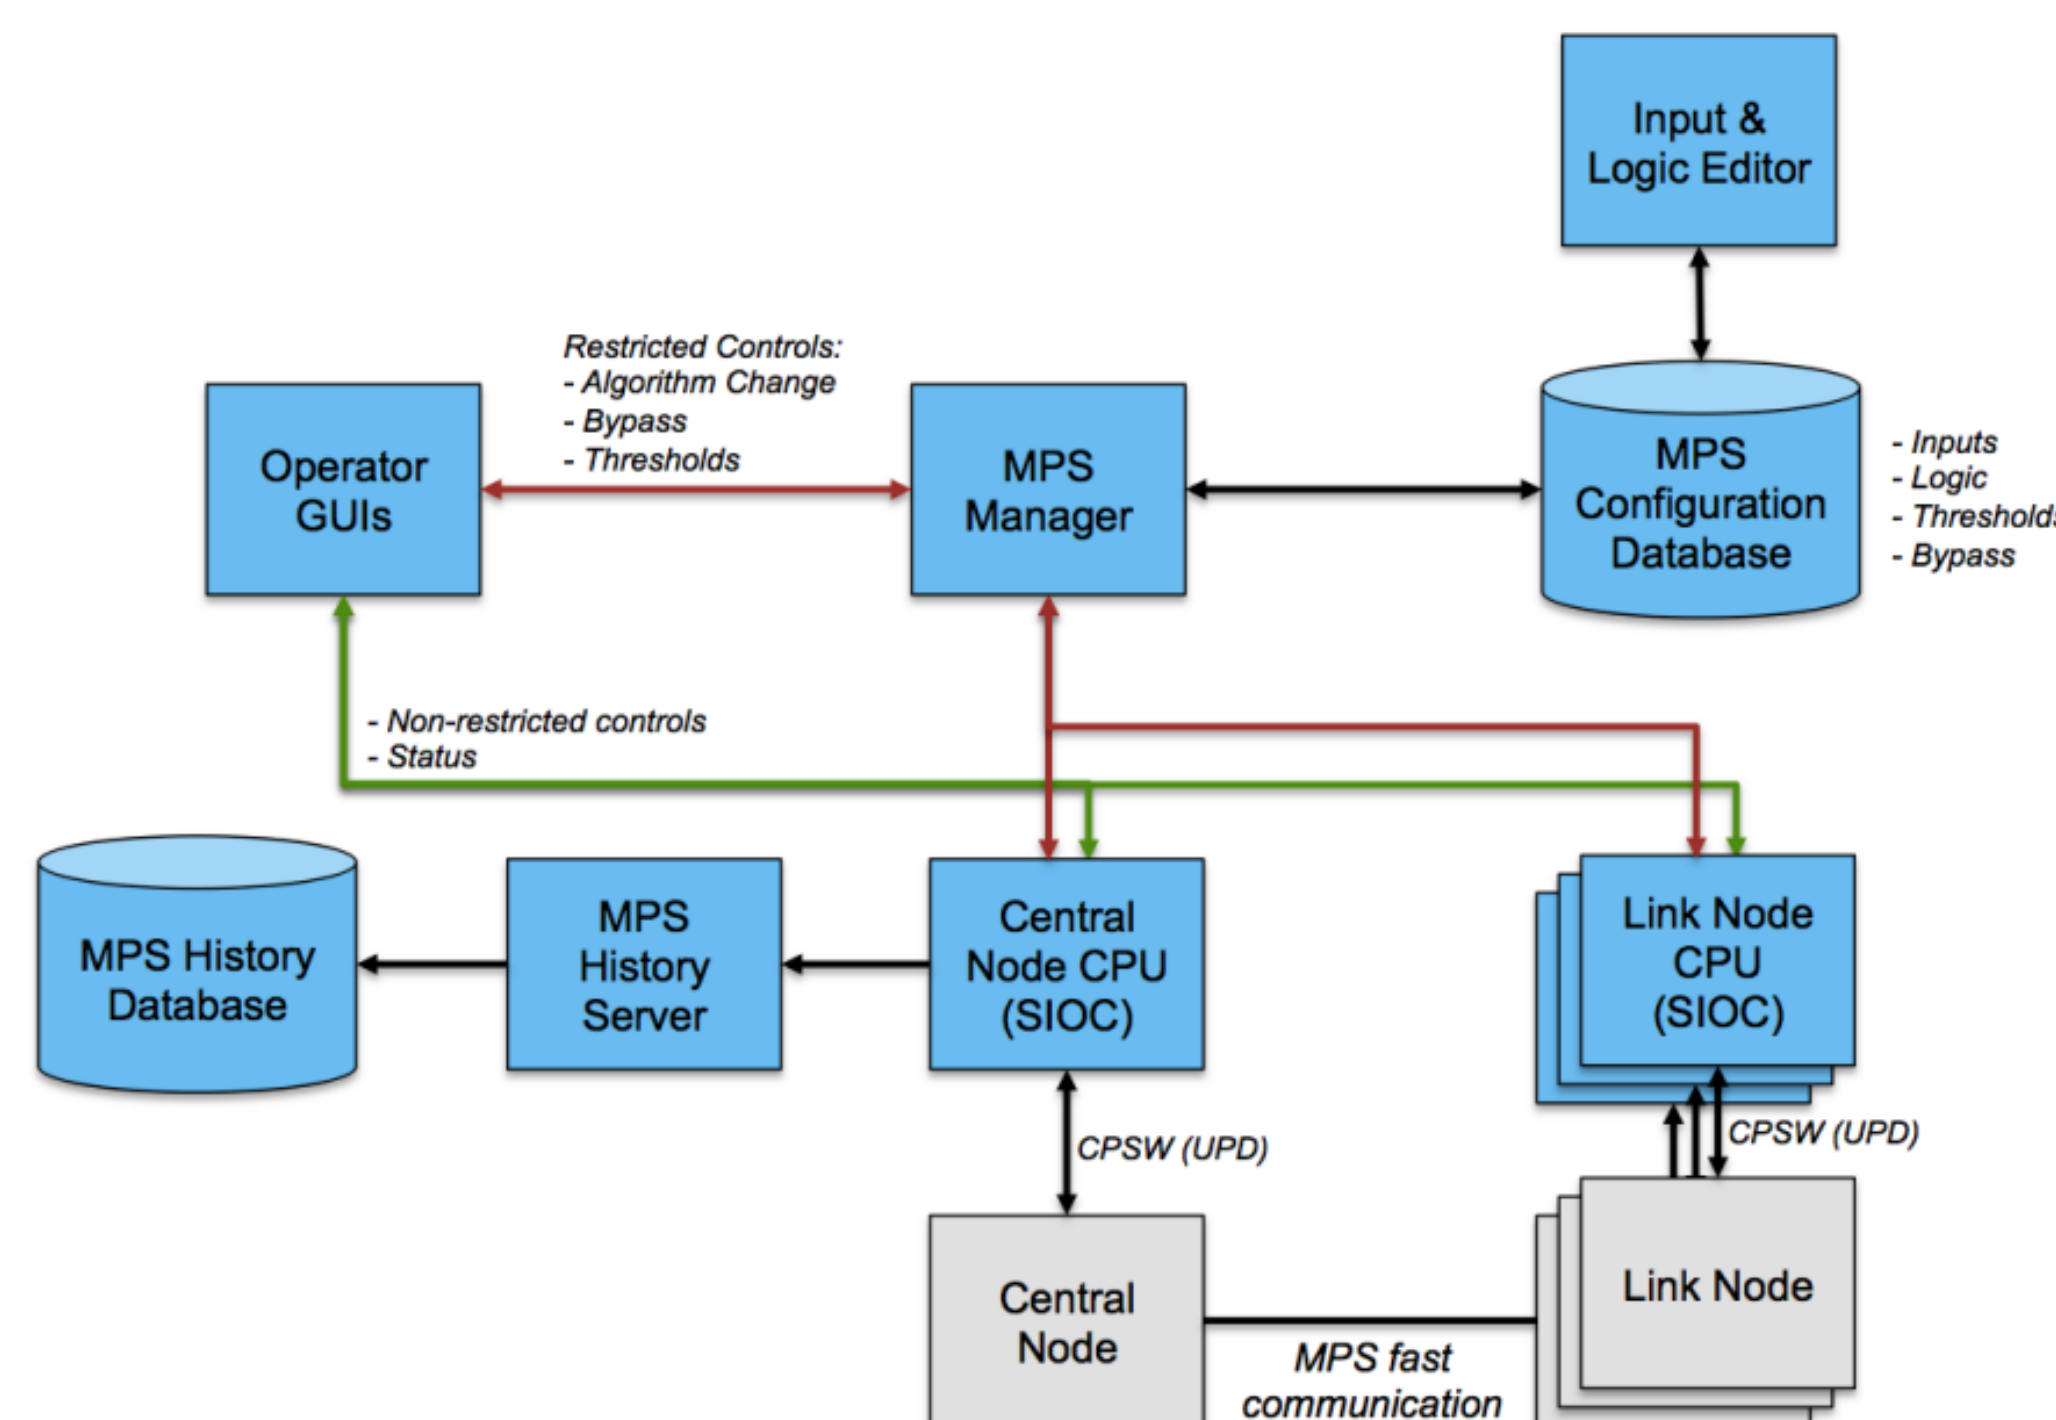 Input &
Logic Editor
Restricted Controls:
- Algorithm Change
- Bypass
- Thresholds
Operator
GUIs
MPS
Manager
MPS
Configuration
Database
- Inputs
- Logic
- Thresholds
- Bypass
- Non-restricted controls
- Status
MPS History
Database
MPS
History
Server
Central
Node CPU
(SIOC)
Link Node
CPU
(SIOC)
CPSW (UPD)
CPSW (UPD)
Central
Node
Link Node
MPS fast
communication